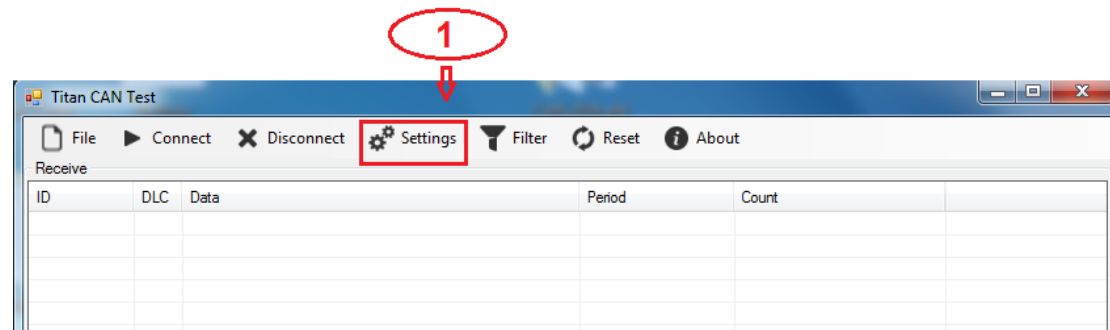 1
Titan CAN Test
File Connect Disconnect Settings Filter Reset About
Receive
ID DLC Data Period Count